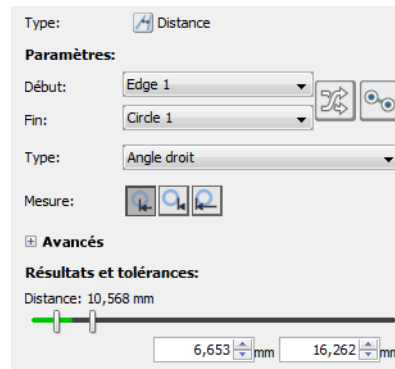 Type: Distance
Paramètres:
Début: Edge 1
Fin: Circle 1
Type: Angle droit
Mesure:
Avancés
Résultats et tolérances:
Distance: 10,568 mm
6,653 mm 16,262 mm